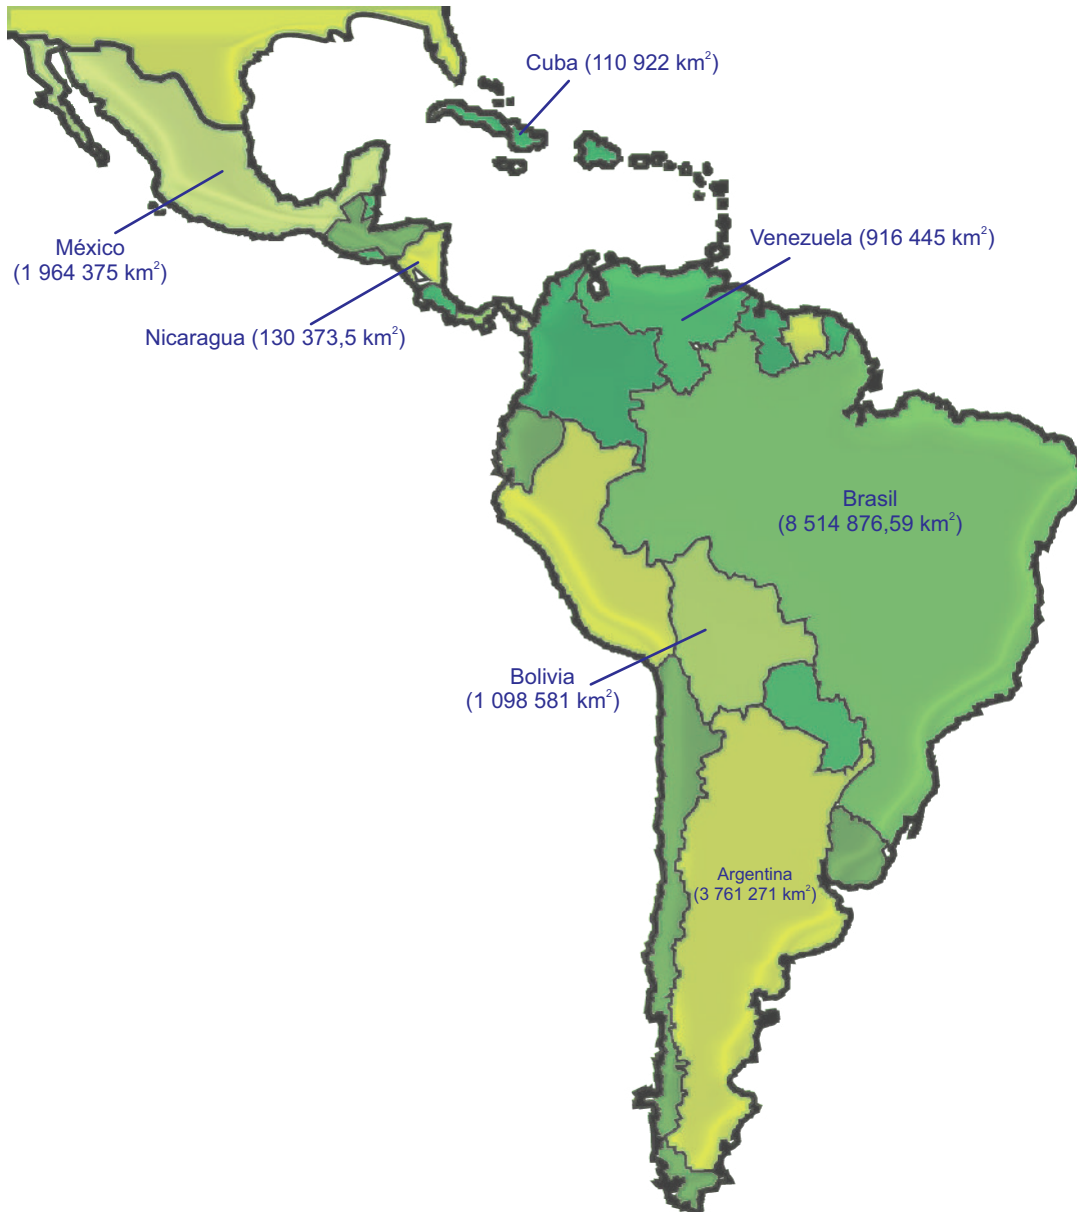 Cuba (110 922 km²)
México
(1 964 375 km²)
Venezuela (916 445 km²)
Nicaragua (130 373,5 km²)
Brasil
(8 514 876,59 km²)
Bolivia
(1 098 581 km²)
Argentina
(3 761 271 km²)